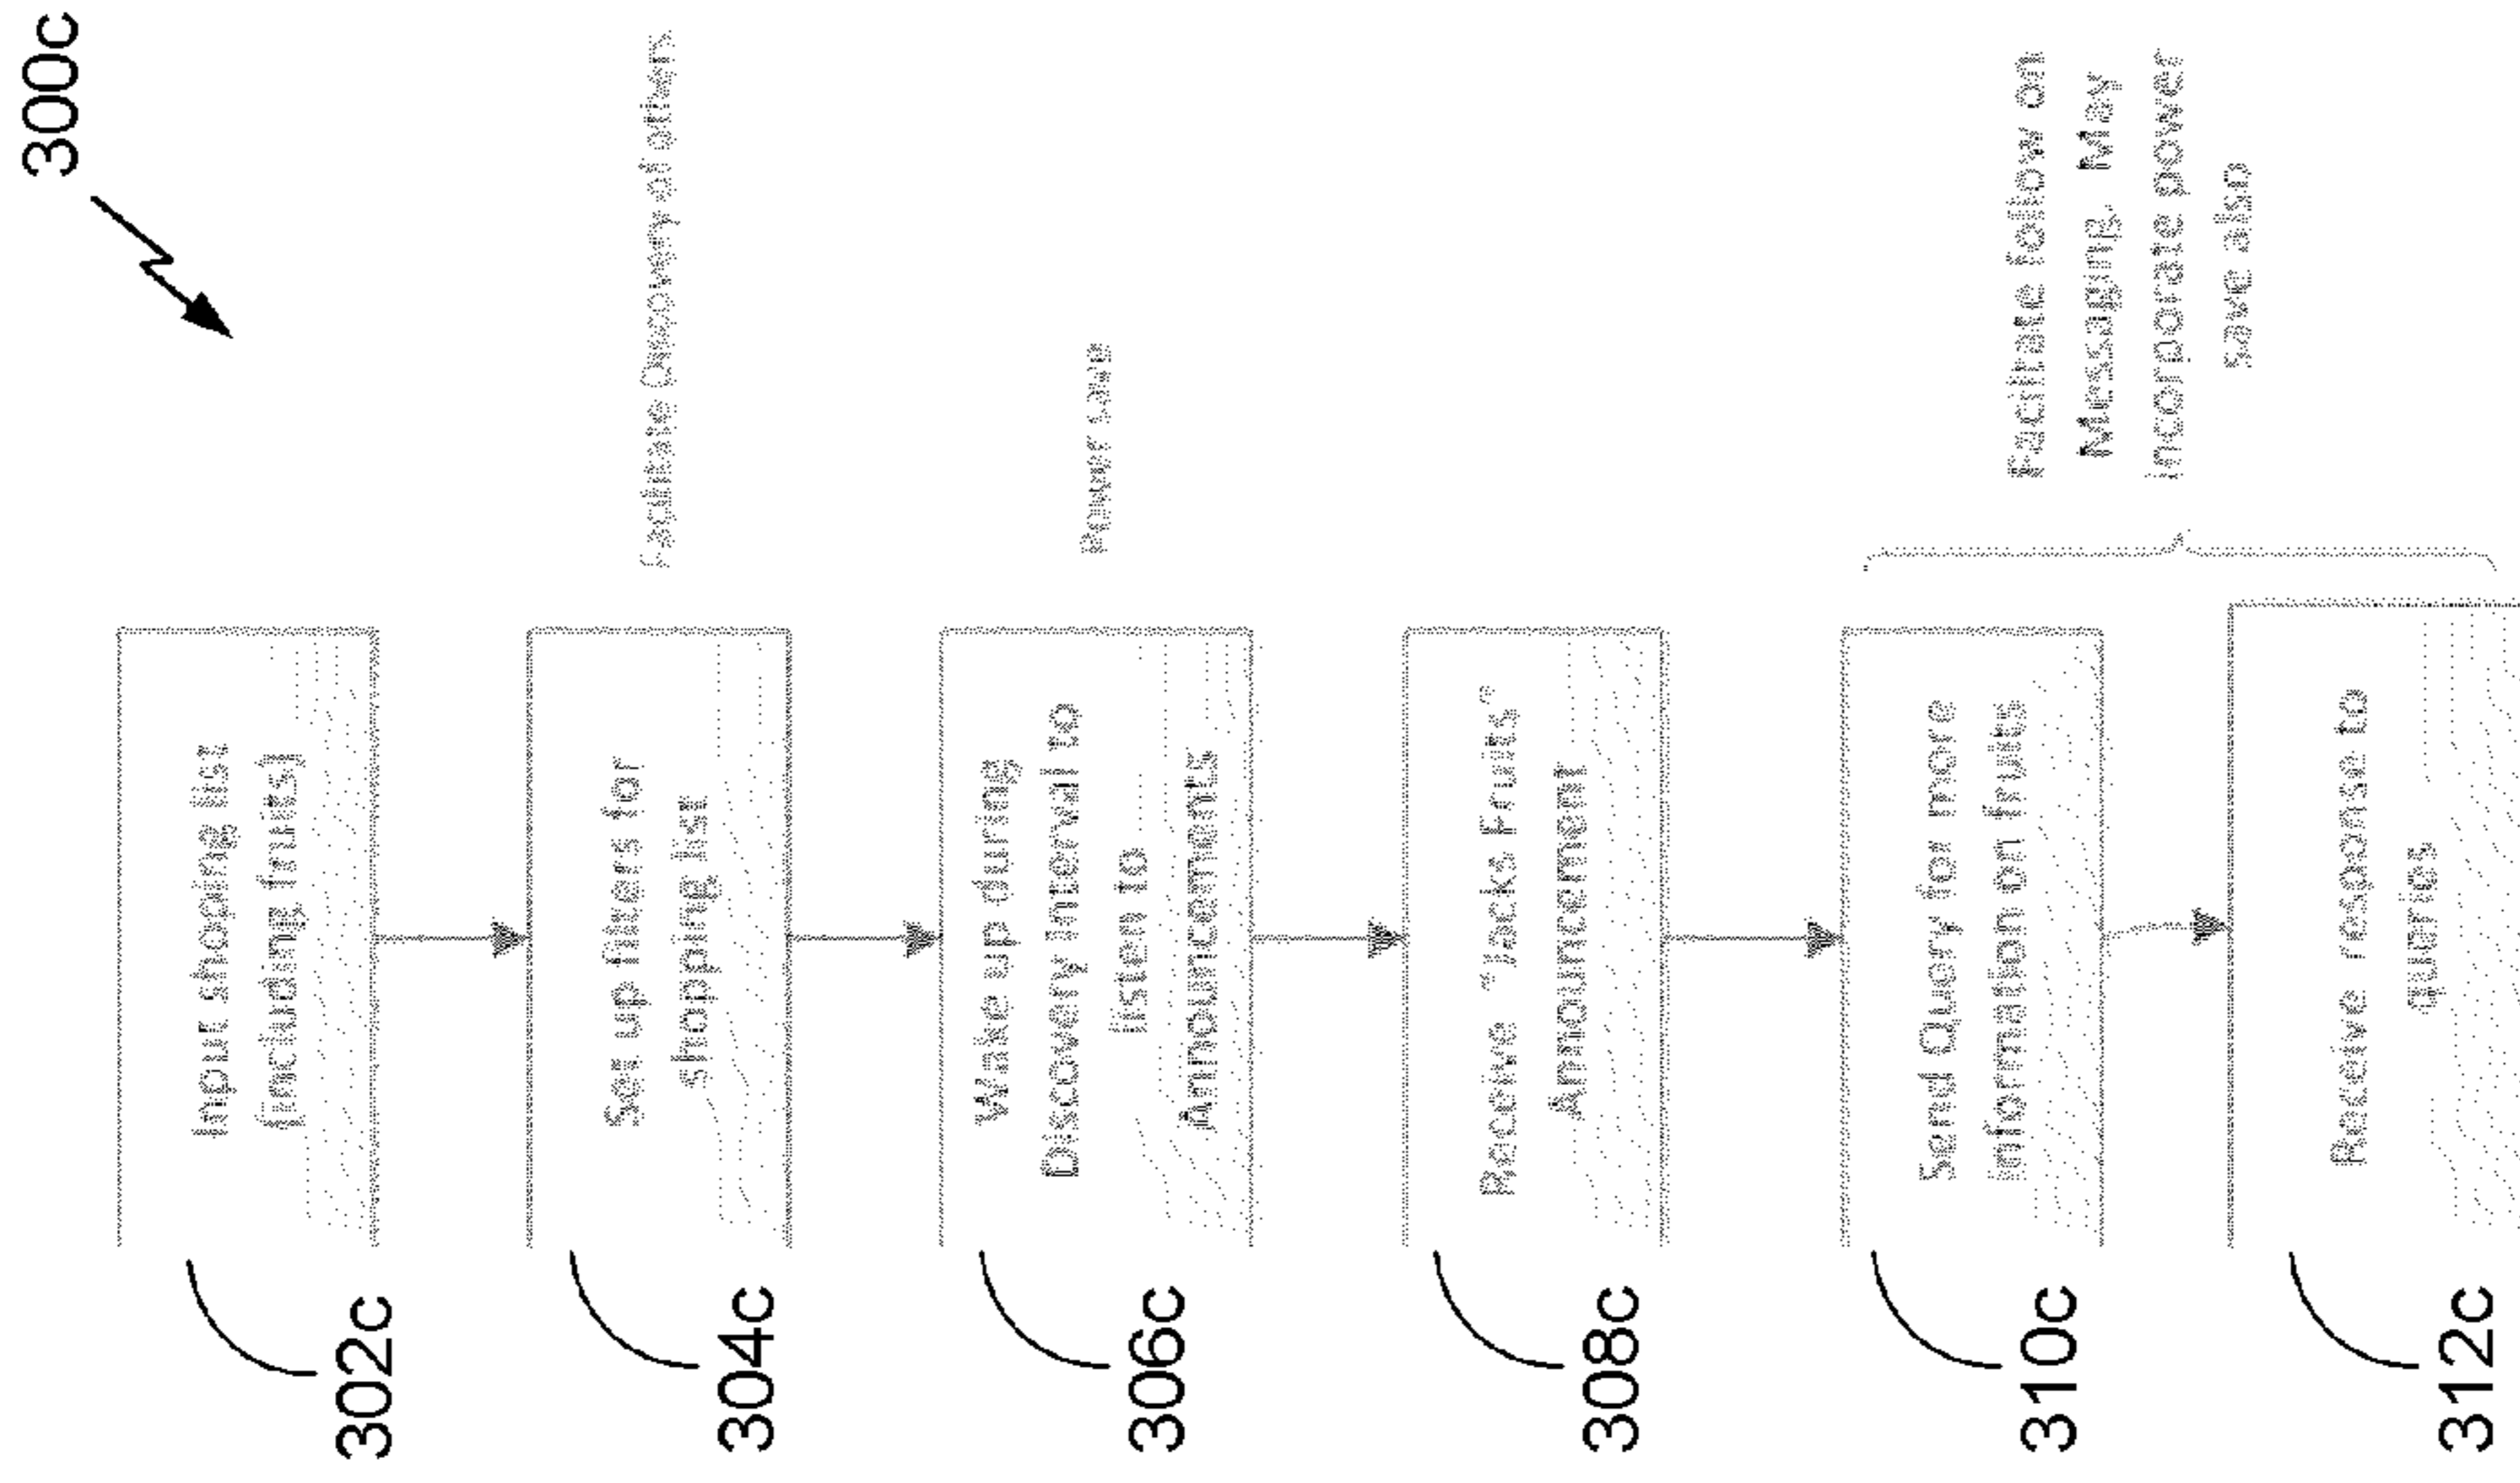 300c
Input shooing list
(including fruits)
302c
Set up filters for
shopping list
304c
Facilitate Discovery of others
Wake up during
Discovery Interval to
listen to
Announcements
306c
Power save
Receive "Jacks Fruits"
Announcement
308c
Send Query for more
information on fruits
310c
Receive response to
queries
312c
Facilitate follow on
Messaging. May
incorporate power
save also